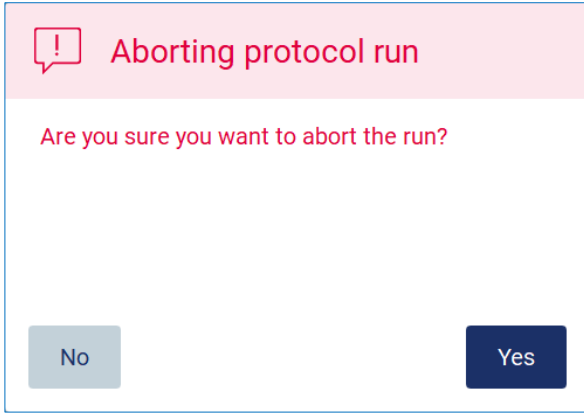 Aborting protocol run
Are you sure you want to abort the run?
No
Yes